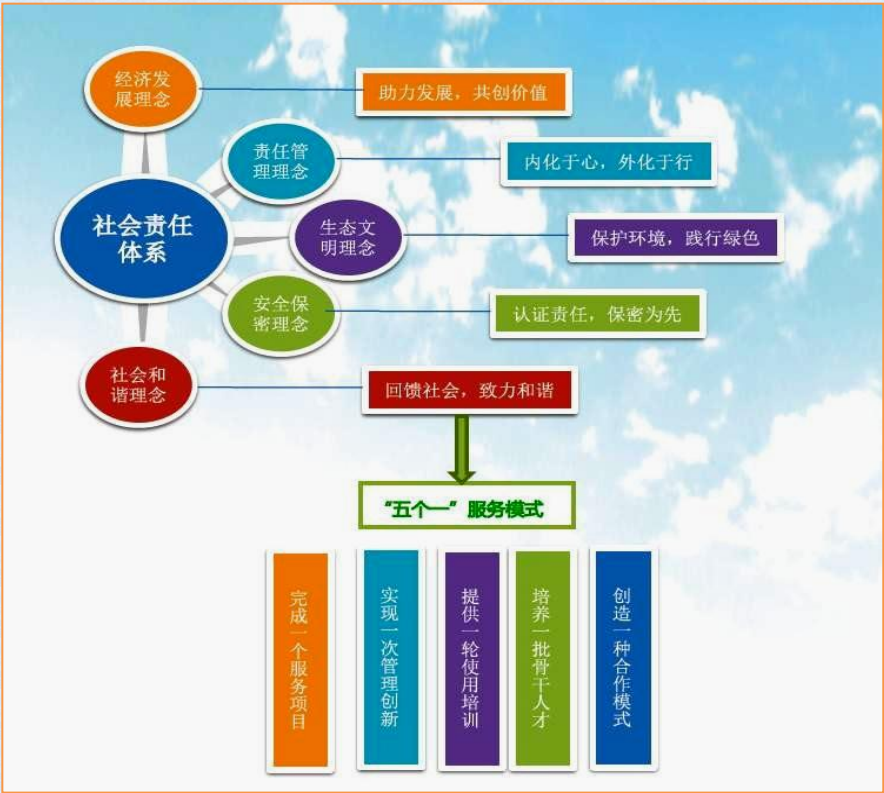 经济发
展理念
助力发展，共创价值
责任管
理理念
内化于心，外化于行
社会责任
体系
生态文
明理念
保护环境，践行绿色
安全保
密理念
认证责任，保密为先
社会和
谐理念
回馈社会，致力和谐
“五个一”服务模式
完成一个服务项目
实现一次管理创新
提供一轮使用培训
培养一批骨干人才
创造一种合作模式